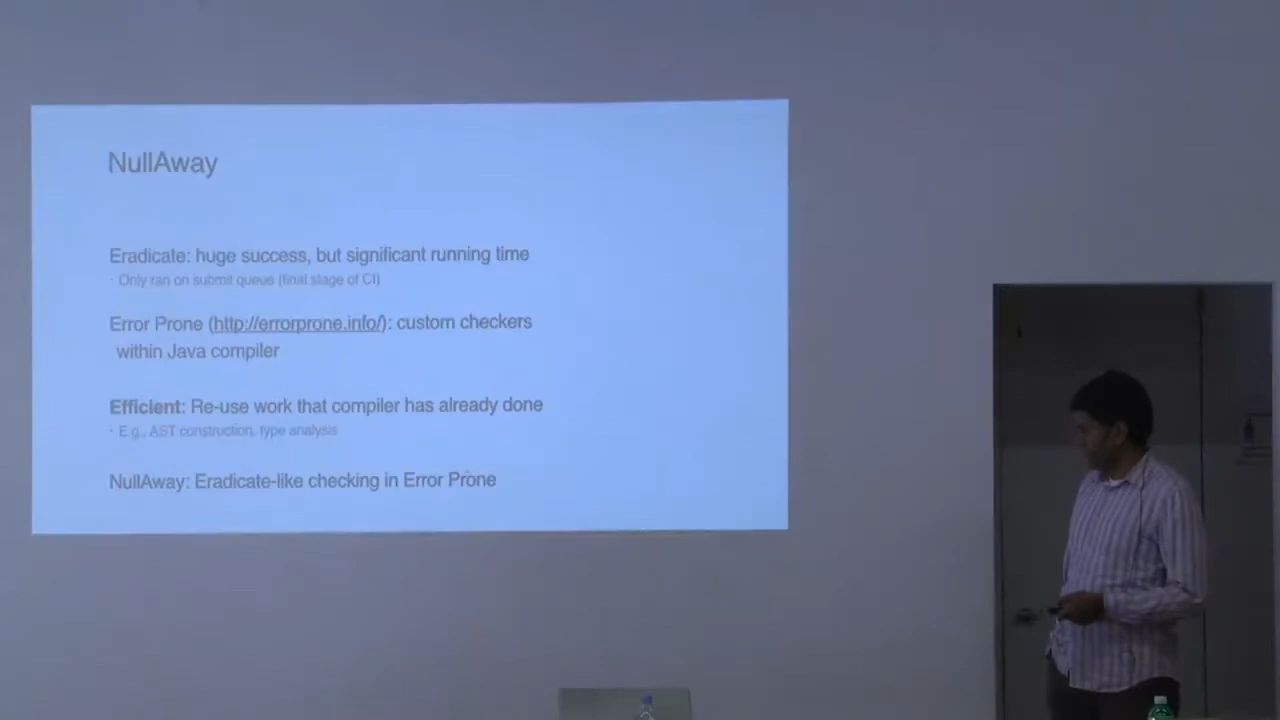 NullAway
Eradicate: huge success, but significant running time
· Only ran on submit queue (final stage of CI)
Error Prone (http://errorprone.info/): custom checkers
within Java compiler
Efficient: Re-use work that compiler has already done
· E.g., AST construction, type analysis
NullAway: Eradicate-like checking in Error Prone